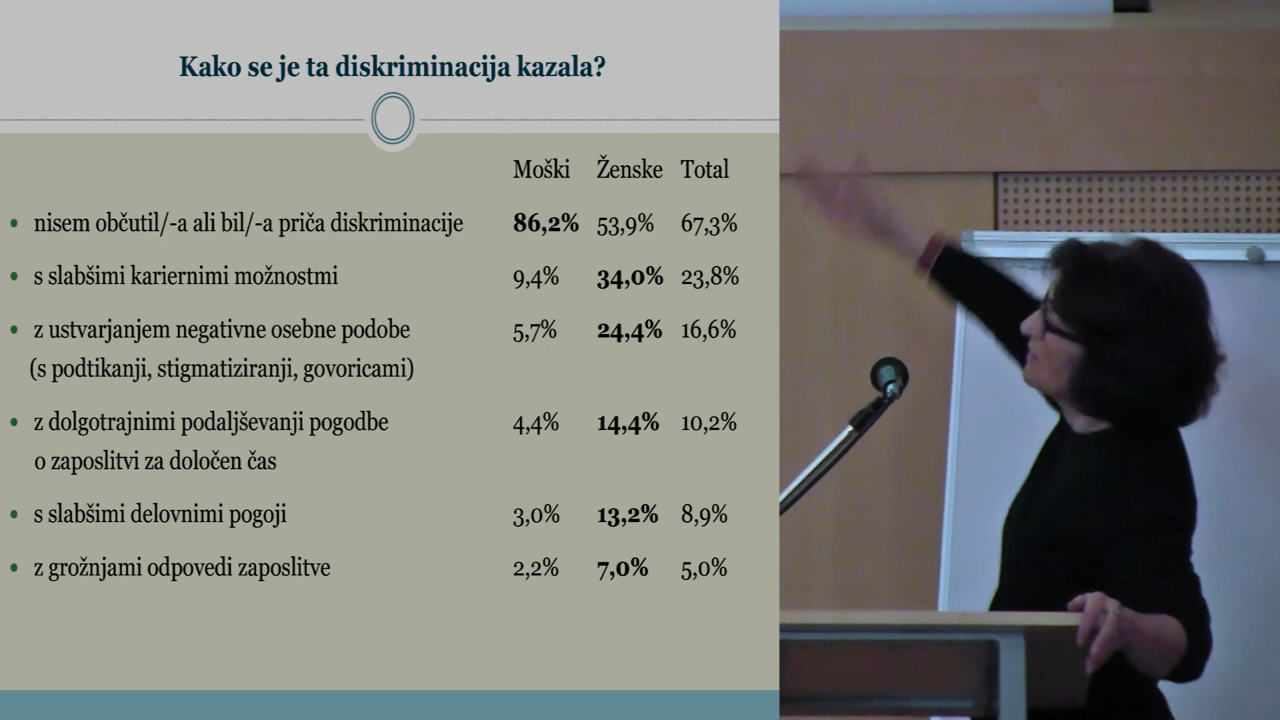 Kako se je ta diskriminacija kazala?
Moški Ženske Total
• nisem občutil/-a ali bil/-a priča diskriminacije 86,2% 53,9% 67,3%
• s slabšimi kariernimi možnostmi 9,4% 34,0% 23,8%
• z ustvarjanjem negativne osebne podobe 5,7% 24,4% 16,6%
(s podtikanji, stigmatiziranji, govoricami)
• z dolgotrajnimi podaljševanji pogodbe 4,4% 14,4% 10,2%
o zaposlitvi za določen čas
• s slabšimi delovnimi pogoji 3,0% 13,2% 8,9%
• z grožnjami odpovedi zaposlitve 2,2% 7,0% 5,0%